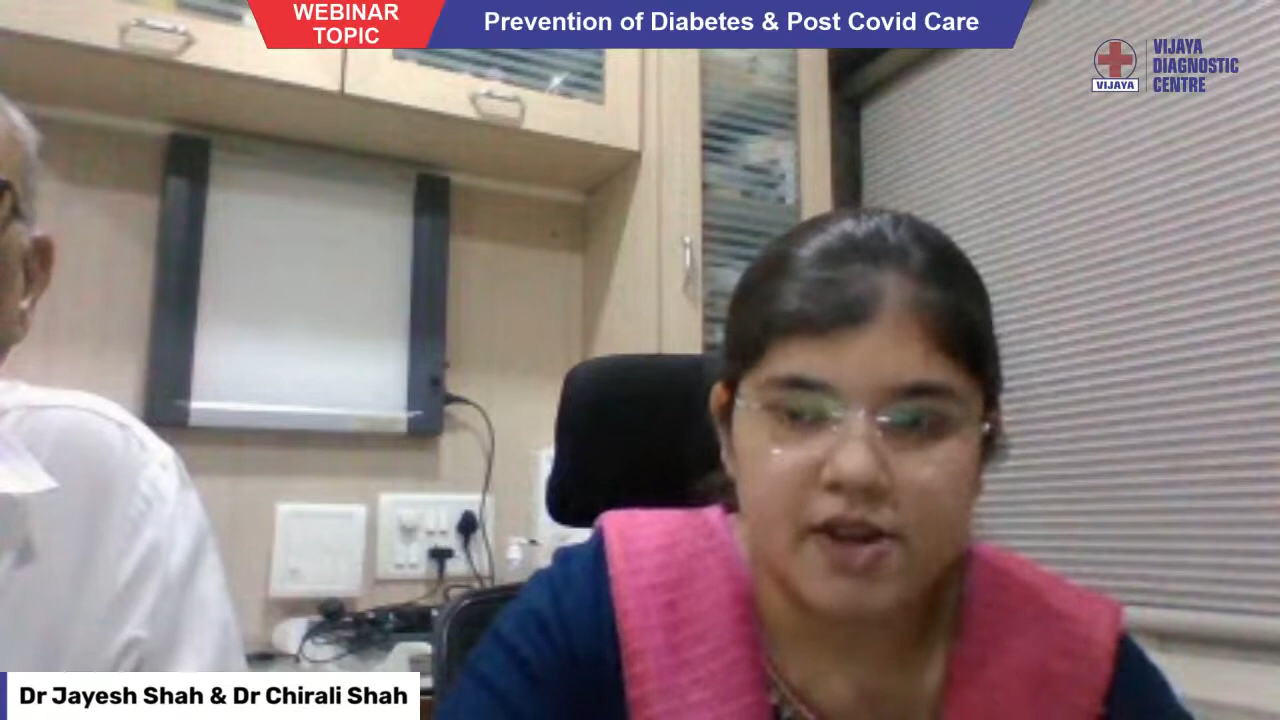 WEBINAR
TOPIC
Prevention of Diabetes & Post Covid Care
VIJAYA
DIAGNOSTIC
CENTRE
VIJAYA
Dr Jayesh Shah & Dr Chirali Shah